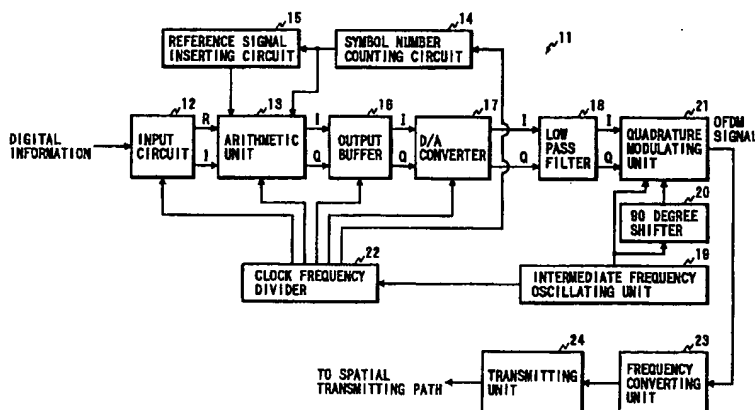 15
REFERENCE SIGNAL
INSERTING CIRCUIT
14
SYMBOL NUMBER
COUNTING CIRCUIT
11
DIGITAL
INFORMATION
12
INPUT
CIRCUIT
R
J
13
ARITHMETIC
UNIT
I
Q
16
OUTPUT
BUFFER
I
Q
17
D/A
CONVERTER
I
Q
18
LOW
PASS
FILTER
I
Q
21
QUADRATURE
MODULATING
UNIT
OFDM
SIGNAL
20
90 DEGREE
SHIFTER
22
CLOCK FREQUENCY
DIVIDER
19
INTERMEDIATE FREQUENCY
OSCILLATING UNIT
TO SPATIAL
TRANSMITTING PATH
24
TRANSMITTING
UNIT
23
FREQUENCY
CONVERTING
UNIT